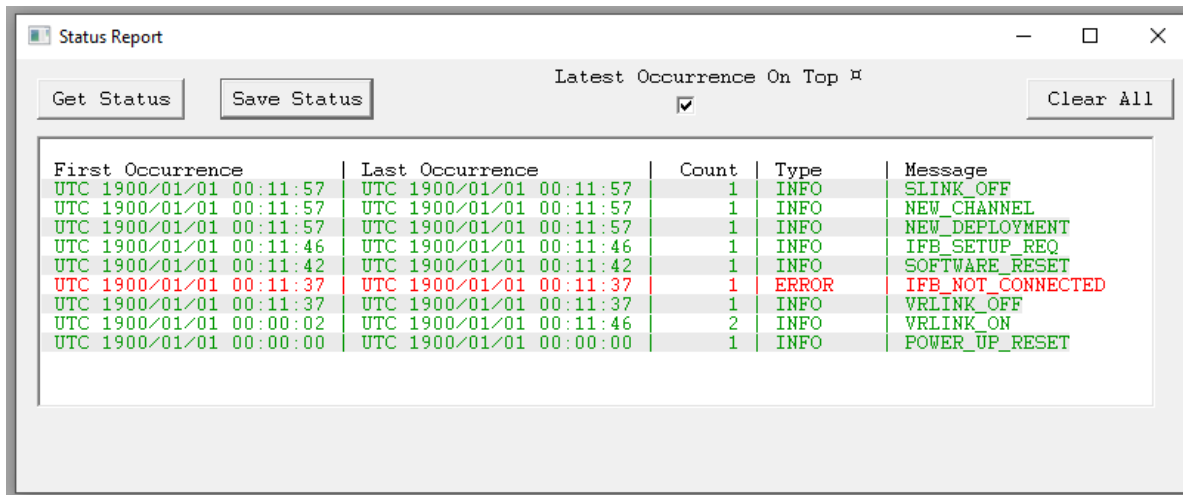 Status Report
Latest Occurrence On Top ¤
Get Status Save Status Clear All
First Occurrence | Last Occurrence | Count | Type | Message
UTC 1900/01/01 00:11:57 | UTC 1900/01/01 00:11:57 | 1 | INFO | SLINK_OFF
UTC 1900/01/01 00:11:57 | UTC 1900/01/01 00:11:57 | 1 | INFO | NEW_CHANNEL
UTC 1900/01/01 00:11:57 | UTC 1900/01/01 00:11:57 | 1 | INFO | NEW_DEPLOYMENT
UTC 1900/01/01 00:11:46 | UTC 1900/01/01 00:11:46 | 1 | INFO | IFB_SETUP_REQ
UTC 1900/01/01 00:11:42 | UTC 1900/01/01 00:11:42 | 1 | INFO | SOFTWARE_RESET
UTC 1900/01/01 00:11:37 | UTC 1900/01/01 00:11:37 | 1 | ERROR | IFB_NOT_CONNECTED
UTC 1900/01/01 00:11:37 | UTC 1900/01/01 00:11:37 | 1 | INFO | VRLINK_OFF
UTC 1900/01/01 00:00:02 | UTC 1900/01/01 00:11:46 | 2 | INFO | VRLINK_ON
UTC 1900/01/01 00:00:00 | UTC 1900/01/01 00:00:00 | 1 | INFO | POWER_UP_RESET